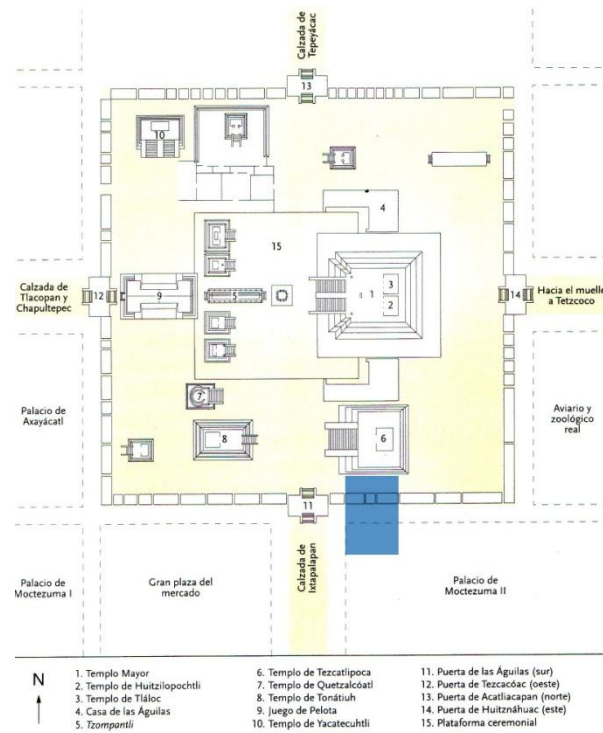 Calzada de
Tepeyácac
13
10
4
15
Calzada de
Tlacopan y
Chapultepec
12
9
5
1
3
2
14
Hacia el muelle
a Tetzcoco
Palacio de
Axayácatl
7
8
6
Aviario y
zoológico
real
11
Palacio de
Moctezuma I
Gran plaza del
mercado
Calzada de
Ixtapalapan
Palacio de
Moctezuma II
N
1. Templo Mayor
2. Templo de Huitzilopochtli
3. Templo de Tláloc
4. Casa de las Águilas
5. Tzompantli
6. Templo de Tezcatlipoca
7. Templo de Quetzalcóatl
8. Templo de Tonátiuh
9. Juego de Pelota
10. Templo de Yacatecuhtli
11. Puerta de las Águilas (sur)
12. Puerta de Tezcacóac (oeste)
13. Puerta de Acatliacapan (norte)
14. Puerta de Huitznáhuac (este)
15. Plataforma ceremonial